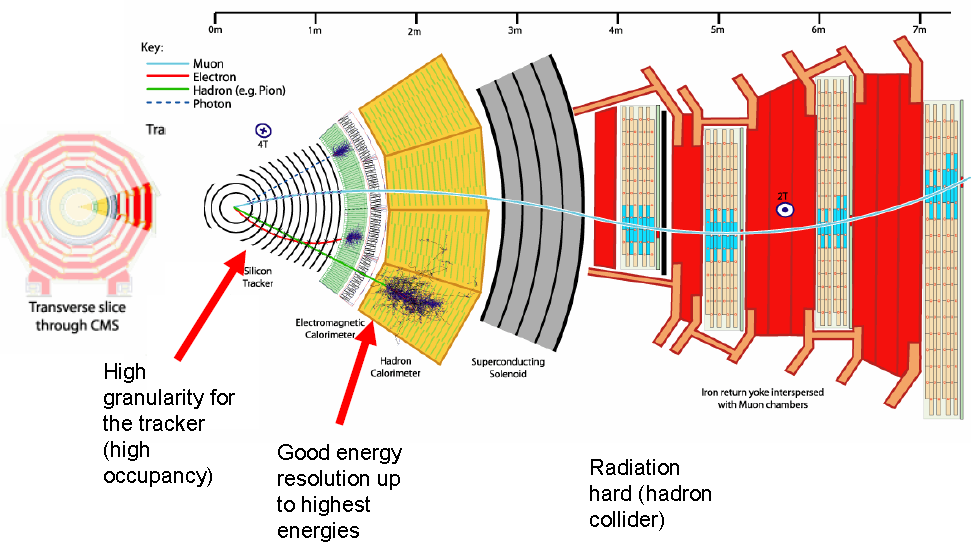 0m 1m 2m 3m 4m 5m 6m 7m
Key:
Muon
Electron
Hadron (e.g. Pion)
Photon
Tra
4T
2T
Silicon
Tracker
Transverse slice
through CMS
Electromagnetic
Calorimeter
Hadron
Calorimeter
Superconducting
Solenoid
Iron return yoke interspersed
with Muon chambers
High
granularity for
the tracker
(high
occupancy)
Good energy
resolution up
to highest
energies
Radiation
hard (hadron
collider)